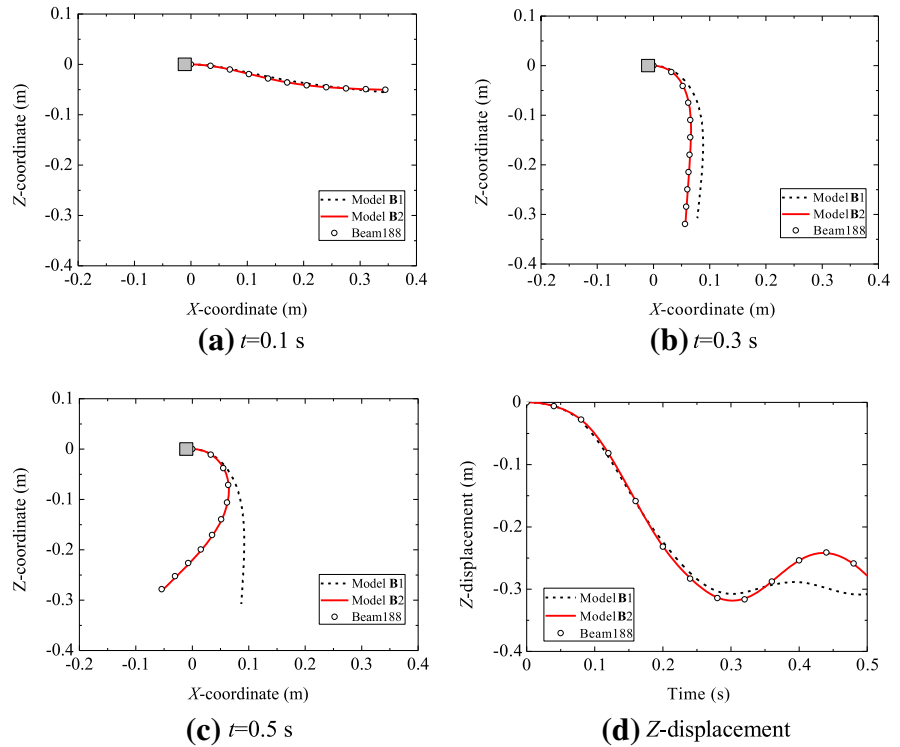 0.1
0
-0.1
-0.2
-0.3
-0.4
Z-coordinate (m)
Model B1
Model B2
Beam188
-0.2 -0.1 0 0.1 0.2 0.3 0.4
X-coordinate (m)
(a) t=0.1 s
0.1
0
-0.1
-0.2
-0.3
-0.4
Z-coordinate (m)
Model B1
Model B2
Beam188
-0.2 -0.1 0 0.1 0.2 0.3 0.4
X-coordinate (m)
(b) t=0.3 s
0.1
0
-0.1
-0.2
-0.3
-0.4
Z-coordinate (m)
Model B1
Model B2
Beam188
-0.2 -0.1 0 0.1 0.2 0.3 0.4
X-coordinate (m)
(c) t=0.5 s
0
-0.1
-0.2
-0.3
-0.4
Z-displacement (m)
Model B1
Model B2
Beam188
0 0.1 0.2 0.3 0.4 0.5
Time (s)
(d) Z-displacement